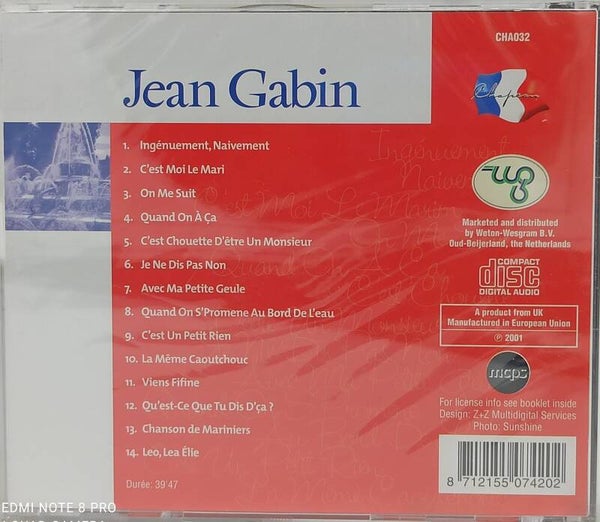 CHA032
Jean Gabin
Chapeau
1. Ingénuement, Naivement
2. C'est Moi Le Mari
3. On Me Suit
4. Quand On À Ça
5. C'est Chouette D'être Un Monsieur
6. Je Ne Dis Pas Non
7. Avec Ma Petite Geule
8. Quand On S'Promene Au Bord De L'eau
9. C'est Un Petit Rien
10. La Même Caoutchouc
11. Viens Fifine
12. Qu'est-Ce Que Tu Dis D'ça ?
13. Chanson de Mariniers
14. Leo, Lea Élie
Durée: 39'47
wg
Marketed and distributed
by Weton-Wesgram B.V.
Oud-Beijerland, the Netherlands
COMPACT
disc
DIGITAL AUDIO
A product from UK
Manufactured in European Union
℗ 2001
mcps
For license info see booklet inside
Design: Z+Z Multidigital Services
Photo: Sunshine
8 712155 074202
EDMI NOTE 8 PRO